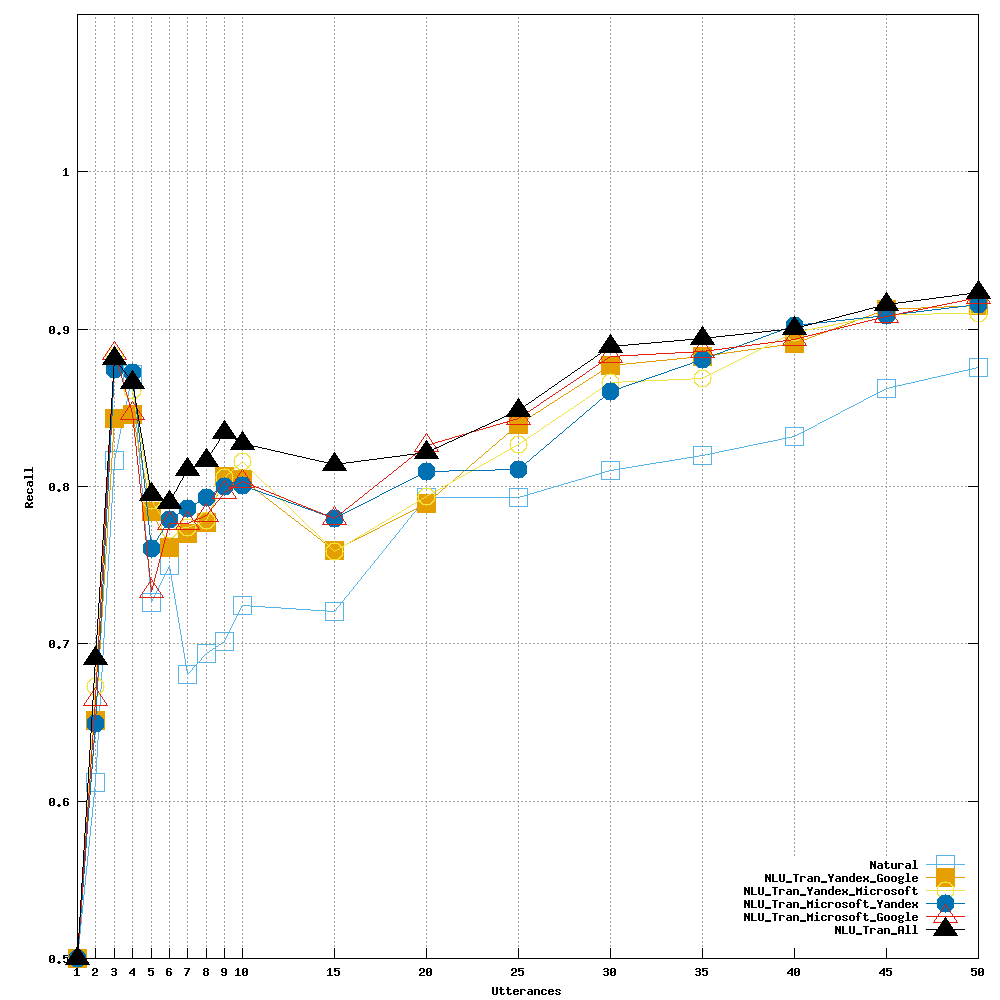 1
0.9
0.8
Recall
0.7
0.6
Natural
NLU_Tran_Yandex_Google
NLU_Tran_Yandex_Microsoft
NLU_Tran_Microsoft_Yandex
NLU_Tran_Microsoft_Google
NLU_Tran_All
0.5
1 2 3 4 5 6 7 8 9 10 15 20 25 30 35 40 45 50
Utterances